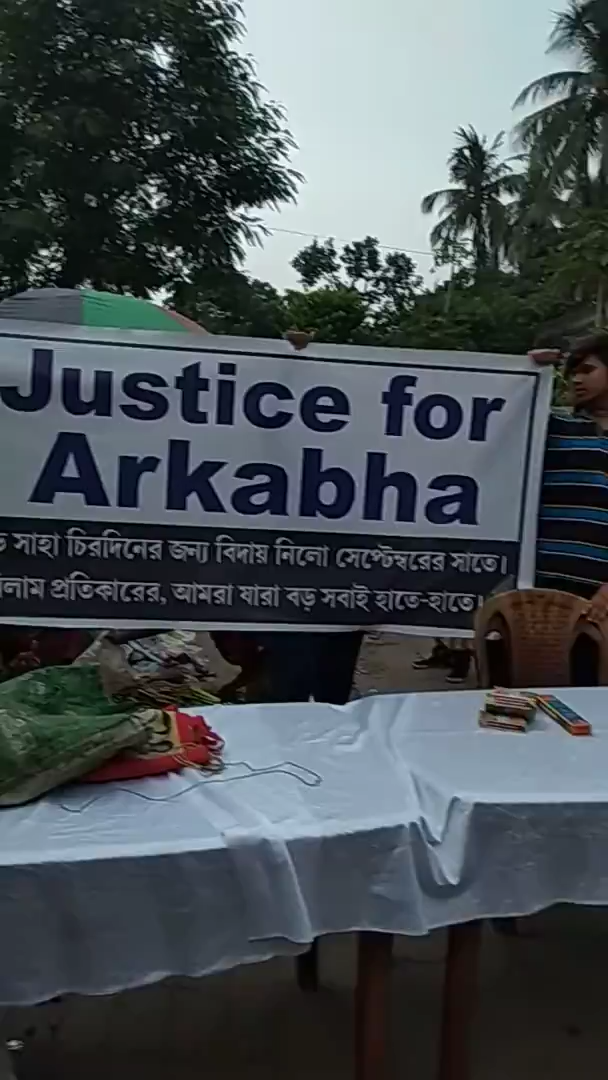 Justice for
Arkabha
সাহা চিরদিনের জন্য বিদায় নিলো সেপ্টেম্বরের সাতে।
প্রতিকারের, আমরা যারা বড় সবাই হাতে-হাতে।